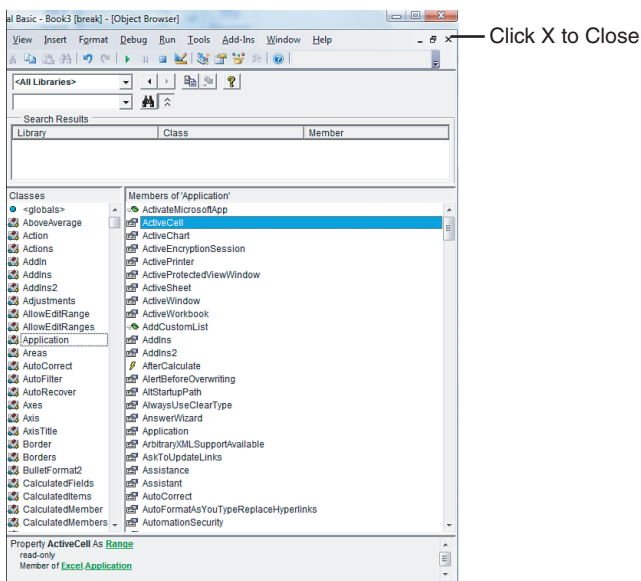 al Basic - Book3 [break] - [Object Browser]
View Insert Format Debug Run Tools Add-Ins Window Help
Click X to Close
<All Libraries>
Search Results
Library Class Member
Classes
<globals>
AboveAverage
Action
Actions
AddIn
AddIns
AddIns2
Adjustments
AllowEditRange
AllowEditRanges
Application
Areas
AutoCorrect
AutoFilter
AutoRecover
Axes
Axis
AxisTitle
Border
Borders
BulletFormat2
CalculatedFields
CalculatedItems
CalculatedMember
CalculatedMembers
Members of 'Application'
ActivateMicrosoftApp
ActiveCell
ActiveChart
ActiveEncryptionSession
ActivePrinter
ActiveProtectedViewWindow
ActiveSheet
ActiveWindow
ActiveWorkbook
AddCustomList
AddIns
AddIns2
AfterCalculate
AlertBeforeOverwriting
AltStartupPath
AlwaysUseClearType
AnswerWizard
Application
ArbitraryXMLSupportAvailable
AskToUpdateLinks
Assistance
Assistant
AutoCorrect
AutoFormatAsYouTypeReplaceHyperlinks
AutomationSecurity
Property ActiveCell As Range
read-only
Member of Excel.Application